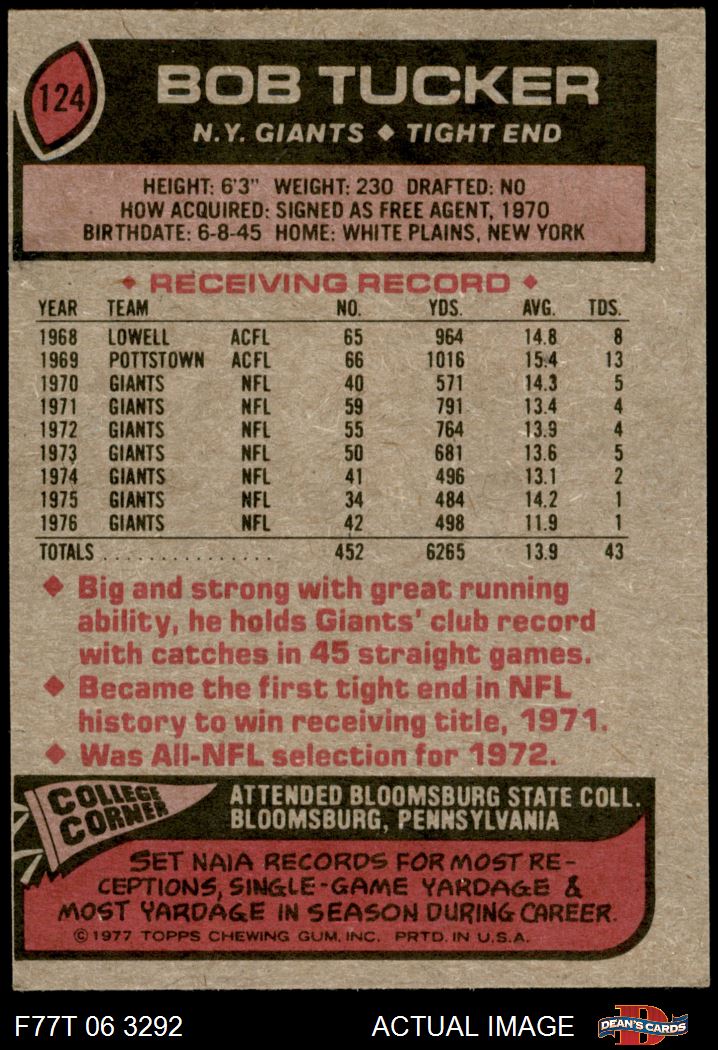 124
BOB TUCKER
N.Y. GIANTS ◆ TIGHT END
HEIGHT: 6'3" WEIGHT: 230 DRAFTED: NO
HOW ACQUIRED: SIGNED AS FREE AGENT, 1970
BIRTHDATE: 6-8-45 HOME: WHITE PLAINS, NEW YORK
◆ RECEIVING RECORD ◆
YEAR TEAM NO. YDS. AVG. TDS.
1968 LOWELL ACFL 65 964 14.8 8
1969 POTTSTOWN ACFL 66 1016 15.4 13
1970 GIANTS NFL 40 571 14.3 5
1971 GIANTS NFL 59 791 13.4 4
1972 GIANTS NFL 55 764 13.9 4
1973 GIANTS NFL 50 681 13.6 5
1974 GIANTS NFL 41 496 13.1 2
1975 GIANTS NFL 34 484 14.2 1
1976 GIANTS NFL 42 498 11.9 1
TOTALS . . . . . . . . . . . . . . . 452 6265 13.9 43
◆ Big and strong with great running
ability, he holds Giants' club record
with catches in 45 straight games.
◆ Became the first tight end in NFL
history to win receiving title, 1971.
◆ Was All-NFL selection for 1972.
COLLEGE
CORNER
ATTENDED BLOOMSBURG STATE COLL.
BLOOMSBURG, PENNSYLVANIA
SET NAIA RECORDS FOR MOST RE-
CEPTIONS, SINGLE-GAME YARDAGE &
MOST YARDAGE IN SEASON DURING CAREER.
©1977 TOPPS CHEWING GUM, INC. PRTD. IN U.S.A.
F77T 06 3292 ACTUAL IMAGE DEAN'S CARDS